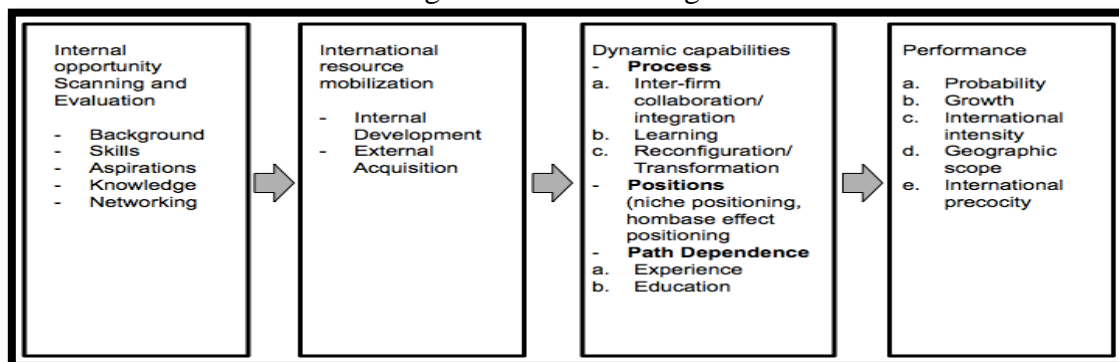 Internal
opportunity
Scanning and
Evaluation
- Background
- Skills
- Aspirations
- Knowledge
- Networking
International
resource
mobilization
- Internal
Development
- External
Acquisition
Dynamic capabilities
- Process
a. Inter-firm
collaboration/
integration
b. Learning
c. Reconfiguration/
Transformation
- Positions
(niche positioning,
hombase effect
positioning
- Path Dependence
a. Experience
b. Education
Performance
a. Probability
b. Growth
c. International
intensity
d. Geographic
scope
e. International
precocity